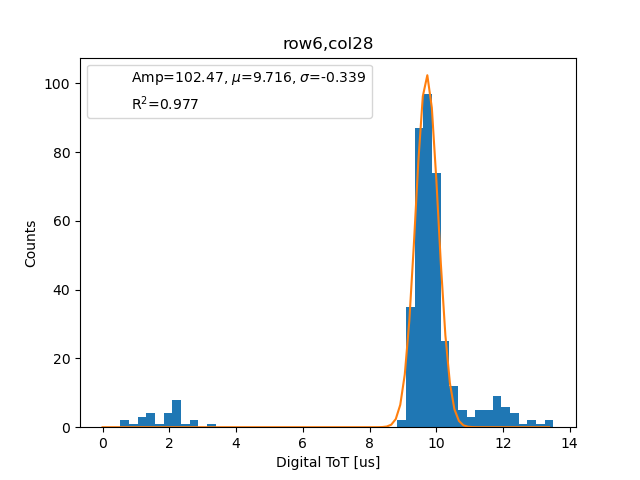 row6,col28
Amp=102.47, μ=9.716, σ=-0.339
R²=0.977
100
80
60
40
20
0
Counts
0 2 4 6 8 10 12 14
Digital ToT [us]